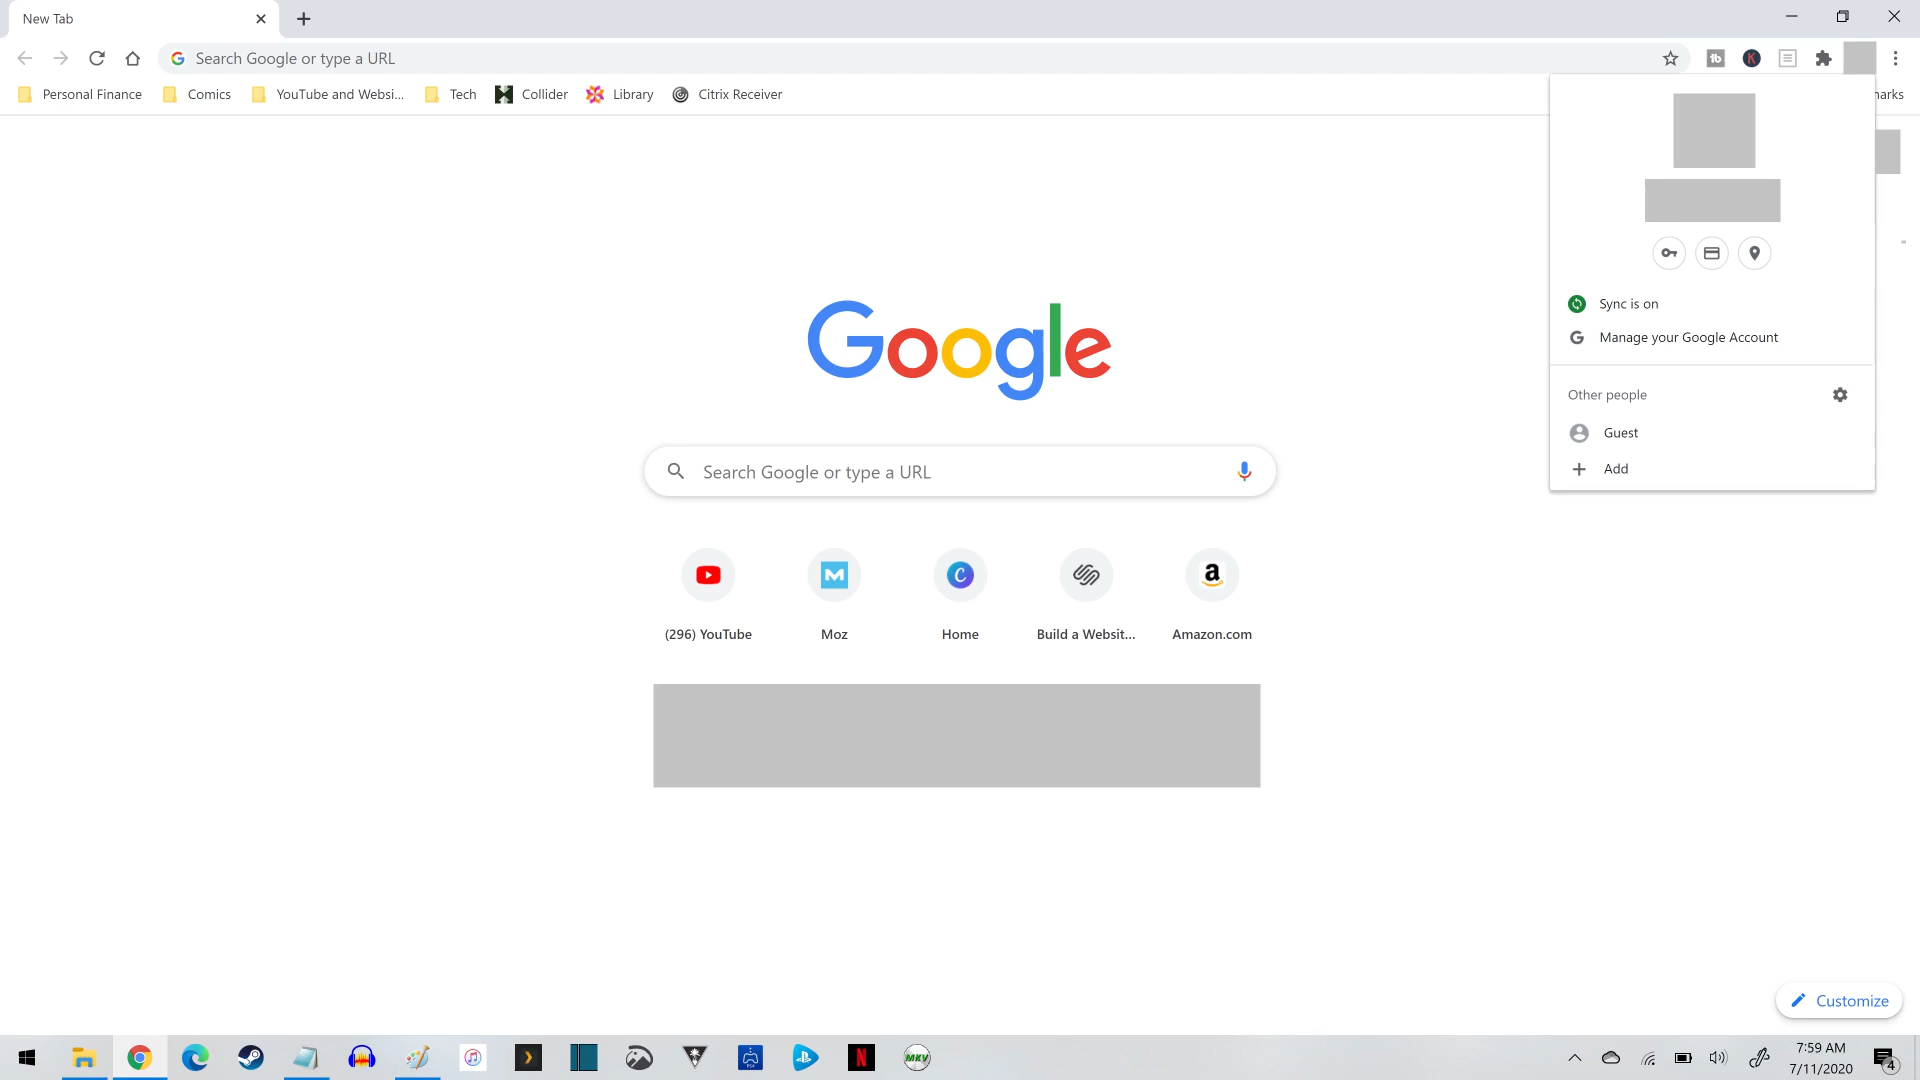 New Tab
Search Google or type a URL
Personal Finance
Comics
YouTube and Websi...
Tech
Collider
Library
Citrix Receiver
arks
Sync is on
Manage your Google Account
Other people
Guest
Add
Google
Search Google or type a URL
(296) YouTube
Moz
Home
Build a Websit...
Amazon.com
Customize
MKV
7:59 AM
7/11/2020
4